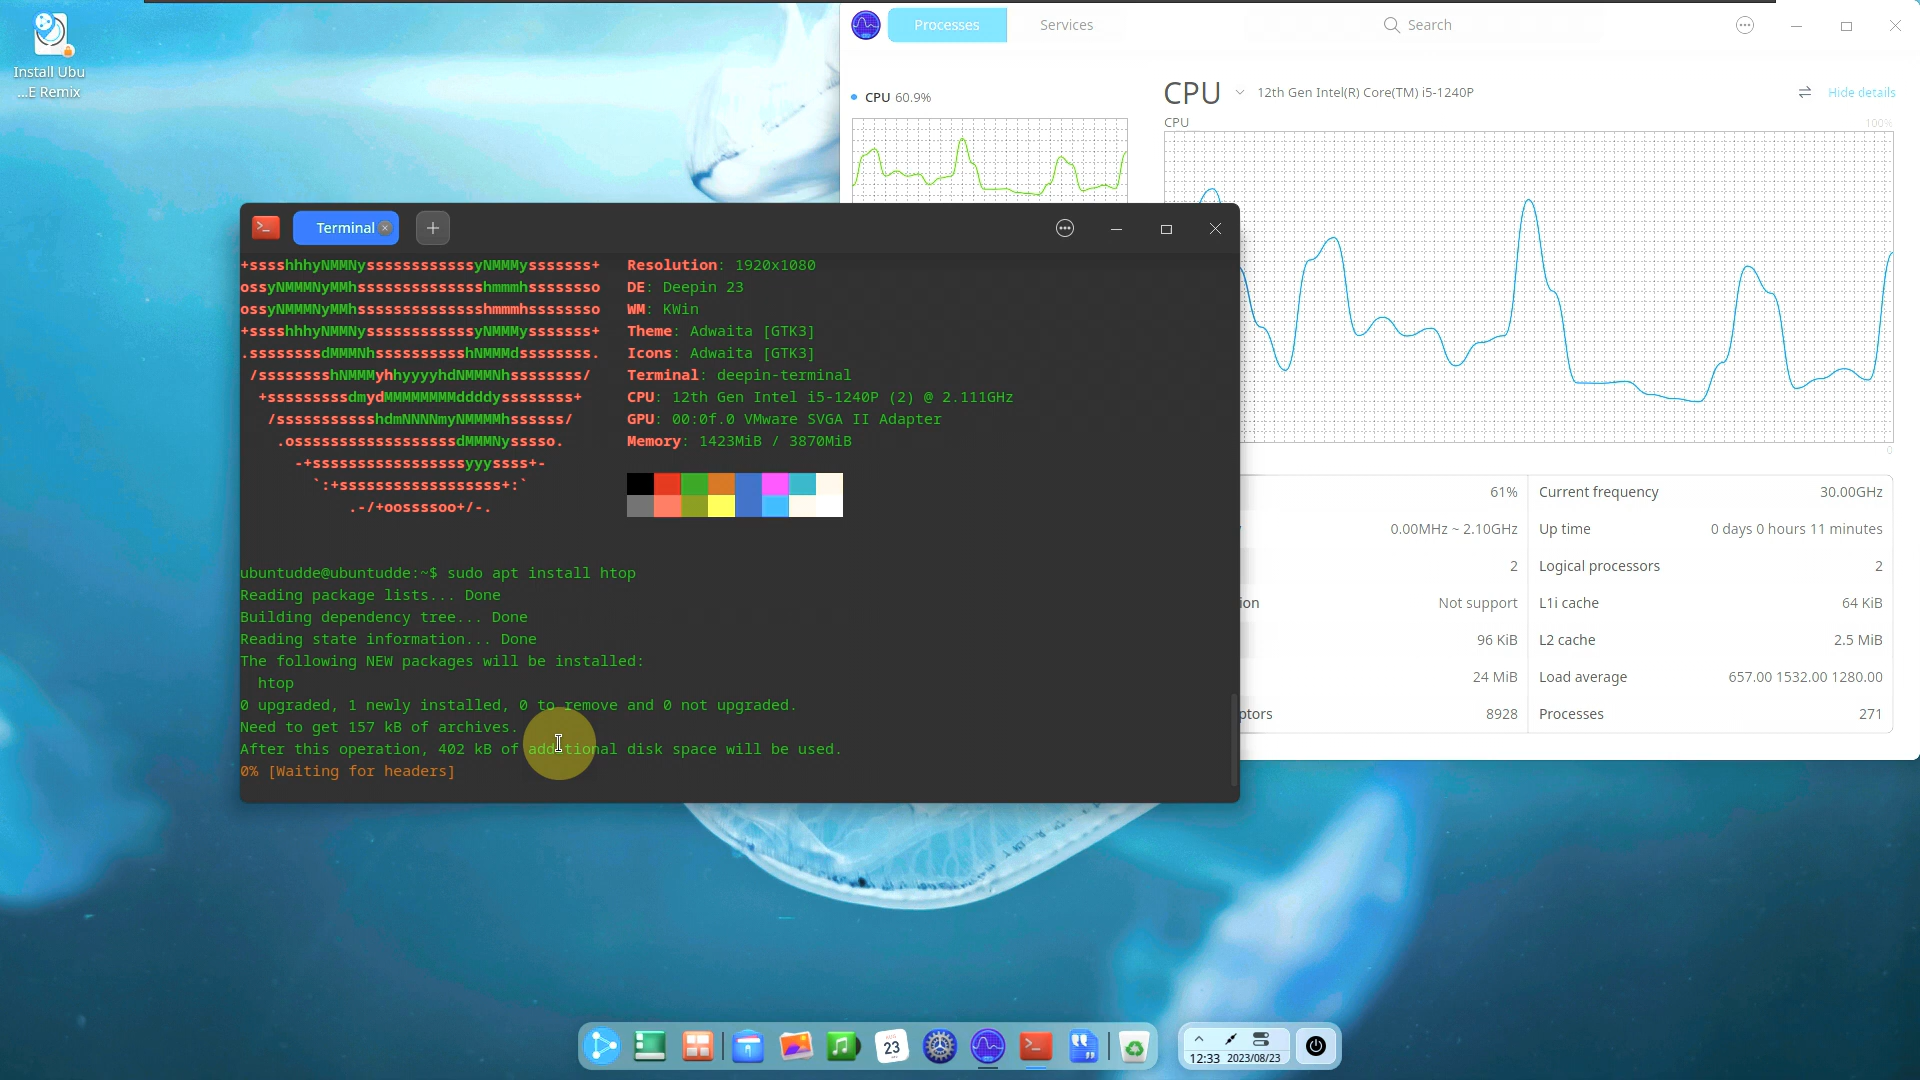 Install Ubu
...E Remix
Processes
Services
Search
CPU 60.9%
CPU
12th Gen Intel(R) Core(TM) i5-1240P
Hide details
CPU
100%
Terminal
+sssshhhyNMMNyssssssssssssyNMMMysssssss+ Resolution: 1920x1080
ossyNMMMNyMMhsssssssssssssshmmmhssssssso DE: Deepin 23
ossyNMMMNyMMhsssssssssssssshmmmhssssssso WM: KWin
+sssshhhyNMMNyssssssssssssyNMMMysssssss+ Theme: Adwaita [GTK3]
.ssssssssdMMMNhsssssssssshNMMMdssssssss. Icons: Adwaita [GTK3]
/sssssssshNMMMyhhyyyyhdNMMMNhssssssss/ Terminal: deepin-terminal
+sssssssssdmydMMMMMMMMddddyssssssss+ CPU: 12th Gen Intel i5-1240P (2) @ 2.111GHz
/ssssssssssshdmNNNNmyNMMMMhssssss/ GPU: 00:0f.0 VMware SVGA II Adapter
.ossssssssssssssssssdMMMNysssso. Memory: 1423MiB / 3870MiB
-+sssssssssssssssssyyyssss+-
`:+ssssssssssssssssss+:`
.-/+oossssoo+/-.
ubuntudde@ubuntudde:~$ sudo apt install htop
Reading package lists... Done
Building dependency tree... Done
Reading state information... Done
The following NEW packages will be installed:
htop
0 upgraded, 1 newly installed, 0 to remove and 0 not upgraded.
Need to get 157 kB of archives.
After this operation, 402 kB of additional disk space will be used.
0% [Waiting for headers]
0
61% Current frequency 30.00GHz
0.00MHz ~ 2.10GHz Up time 0 days 0 hours 11 minutes
2 Logical processors 2
ion Not support L1i cache 64 KiB
96 KiB L2 cache 2.5 MiB
24 MiB Load average 657.00 1532.00 1280.00
ptors 8928 Processes 271
23
12:33 2023/08/23